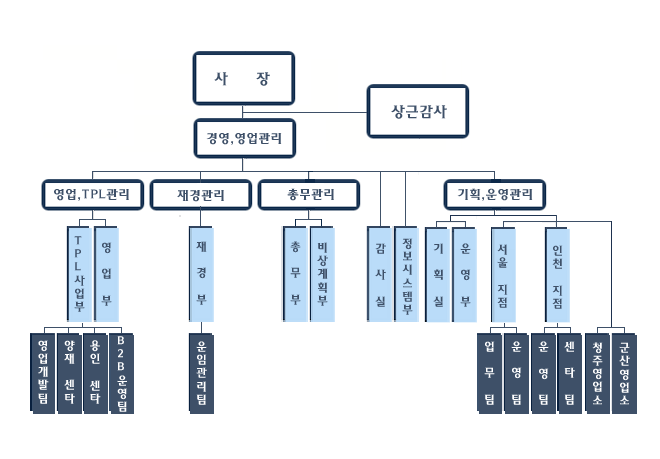 사 장
상근감사
경영,영업관리
영업,TPL관리
재경관리
총무관리
기획,운영관리
TPL사업부
영업부
재경부
총무부
비상계획부
감사실
정보시스템부
기획실
운영부
서울 지점
인천 지점
영업개발팀
양재 센타
용인 센타
B2B운영팀
운임관리팀
업무팀
운영팀
운영팀
센타팀
청주영업소
군산영업소